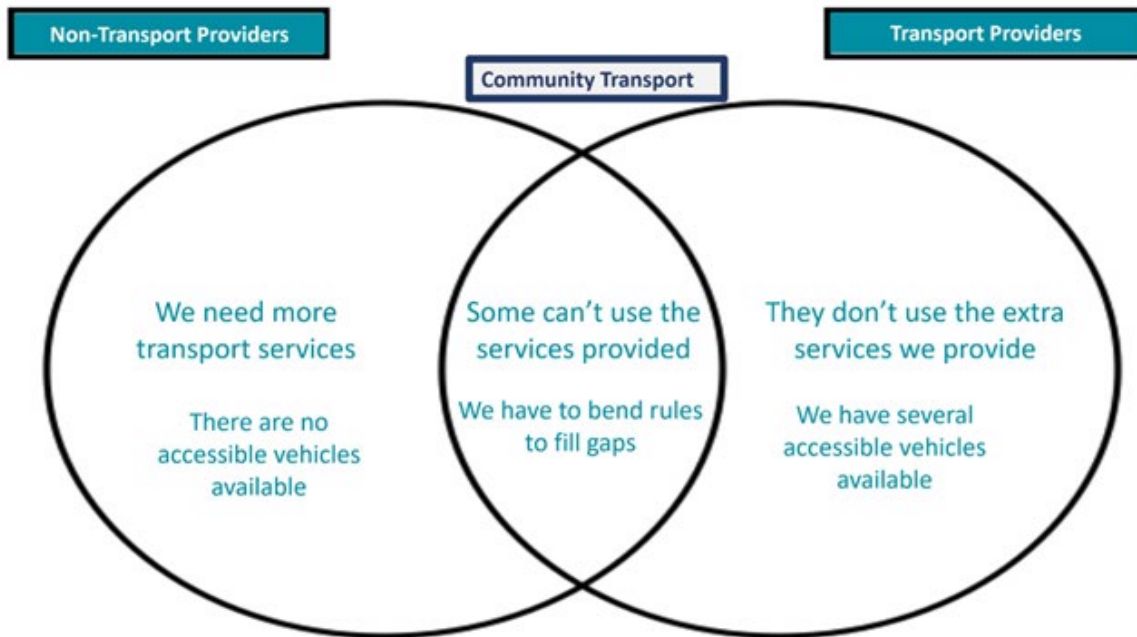 Non-Transport Providers
Transport Providers
Community Transport
We need more
transport services
There are no
accessible vehicles
available
Some can’t use the
services provided
We have to bend rules
to fill gaps
They don’t use the extra
services we provide
We have several
accessible vehicles
available